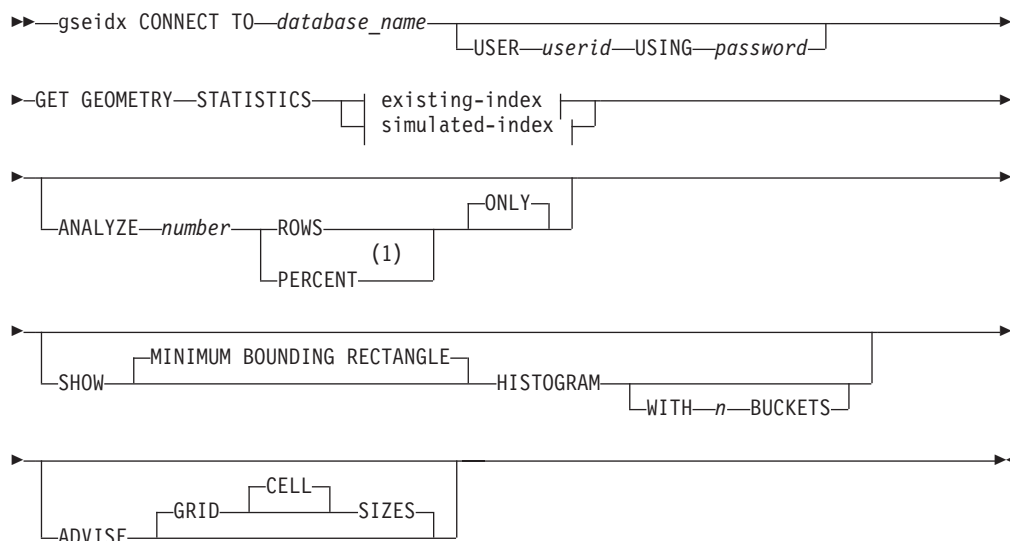 gseidx CONNECT TO database_name
USER userid USING password
GET GEOMETRY STATISTICS existing-index
simulated-index
ONLY
ANALYZE number ROWS
(1)
PERCENT
MINIMUM BOUNDING RECTANGLE
SHOW HISTOGRAM
WITH n BUCKETS
CELL
GRID SIZES
ADVISE